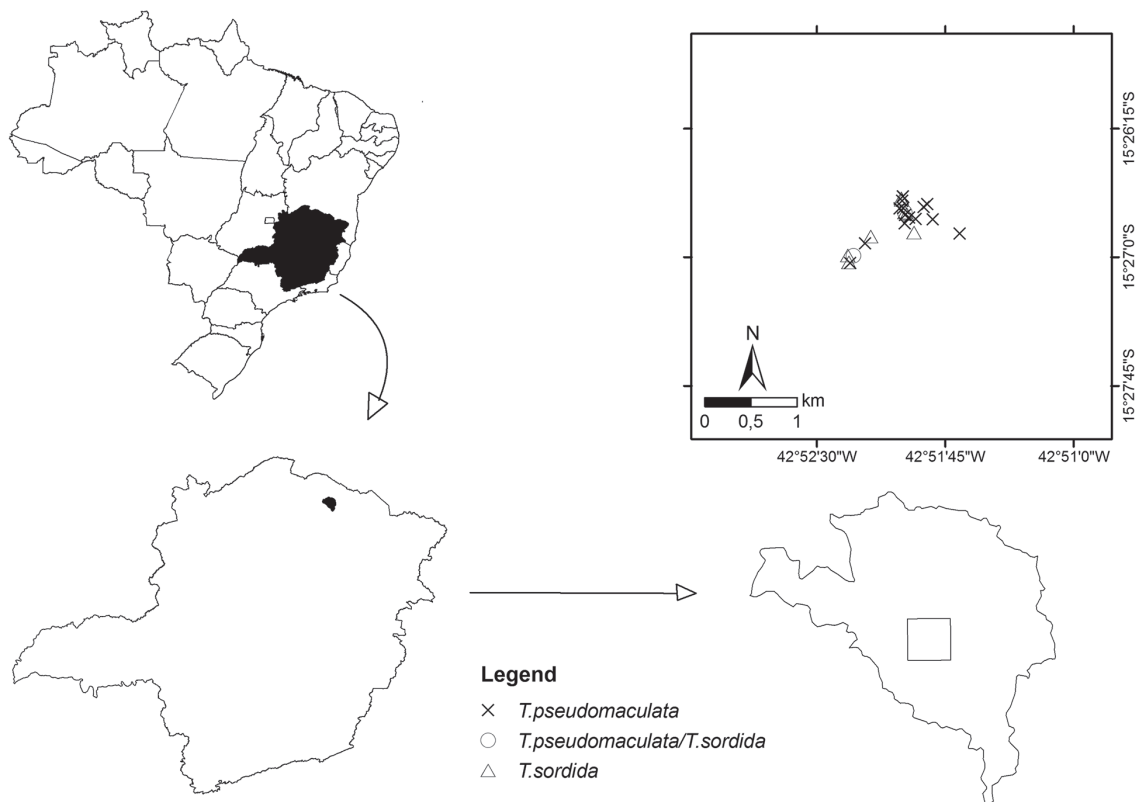 15°26'15"S
15°27'0"S
15°27'45"S
N
km
0 0,5 1
42°52'30"W 42°51'45"W 42°51'0"W
Legend
T.pseudomaculata
T.pseudomaculata/T.sordida
T.sordida